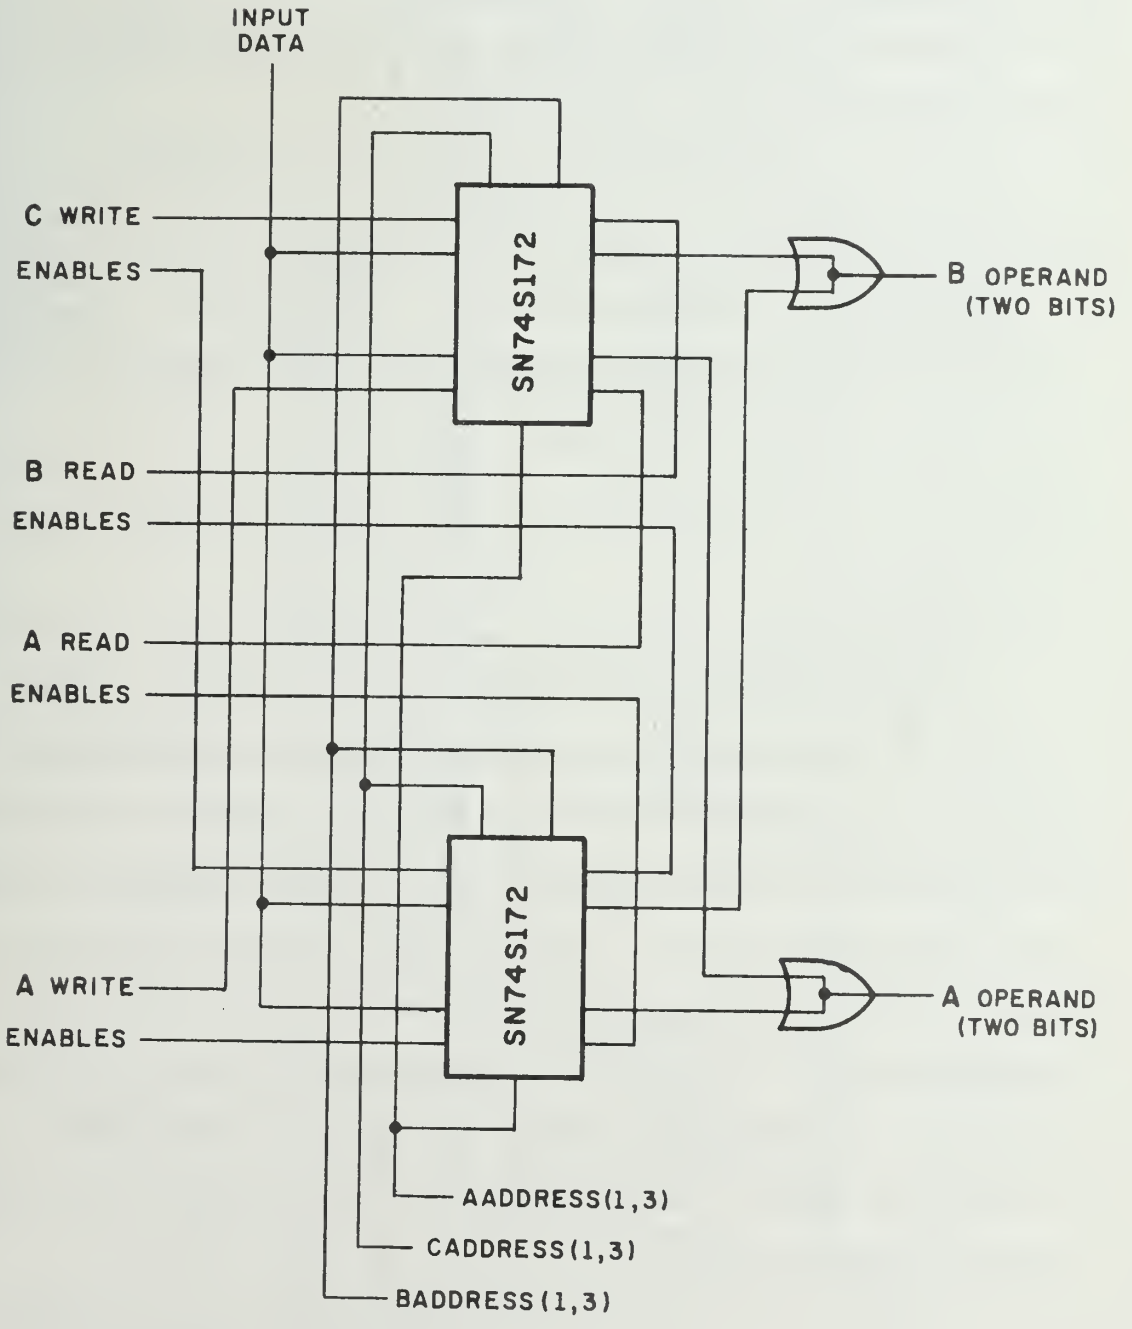 INPUT
DATA
C WRITE
ENABLES
SN74S172
B OPERAND
(TWO BITS)
B READ
ENABLES
A READ
ENABLES
SN74S172
A WRITE
ENABLES
A OPERAND
(TWO BITS)
AADDRESS(1,3)
CADDRESS(1,3)
BADDRESS(1,3)